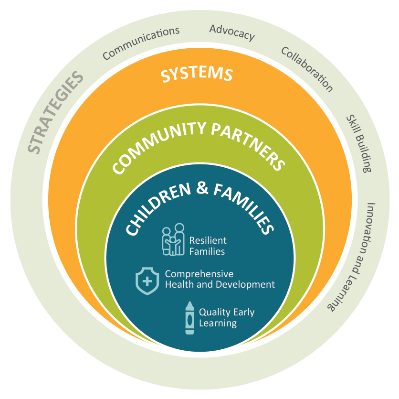 STRATEGIES
Communications
Advocacy
Collaboration
Skill Building
Innovation and Learning
SYSTEMS
COMMUNITY PARTNERS
CHILDREN & FAMILIES
Resilient
Families
Comprehensive
Health and Development
Quality Early
Learning